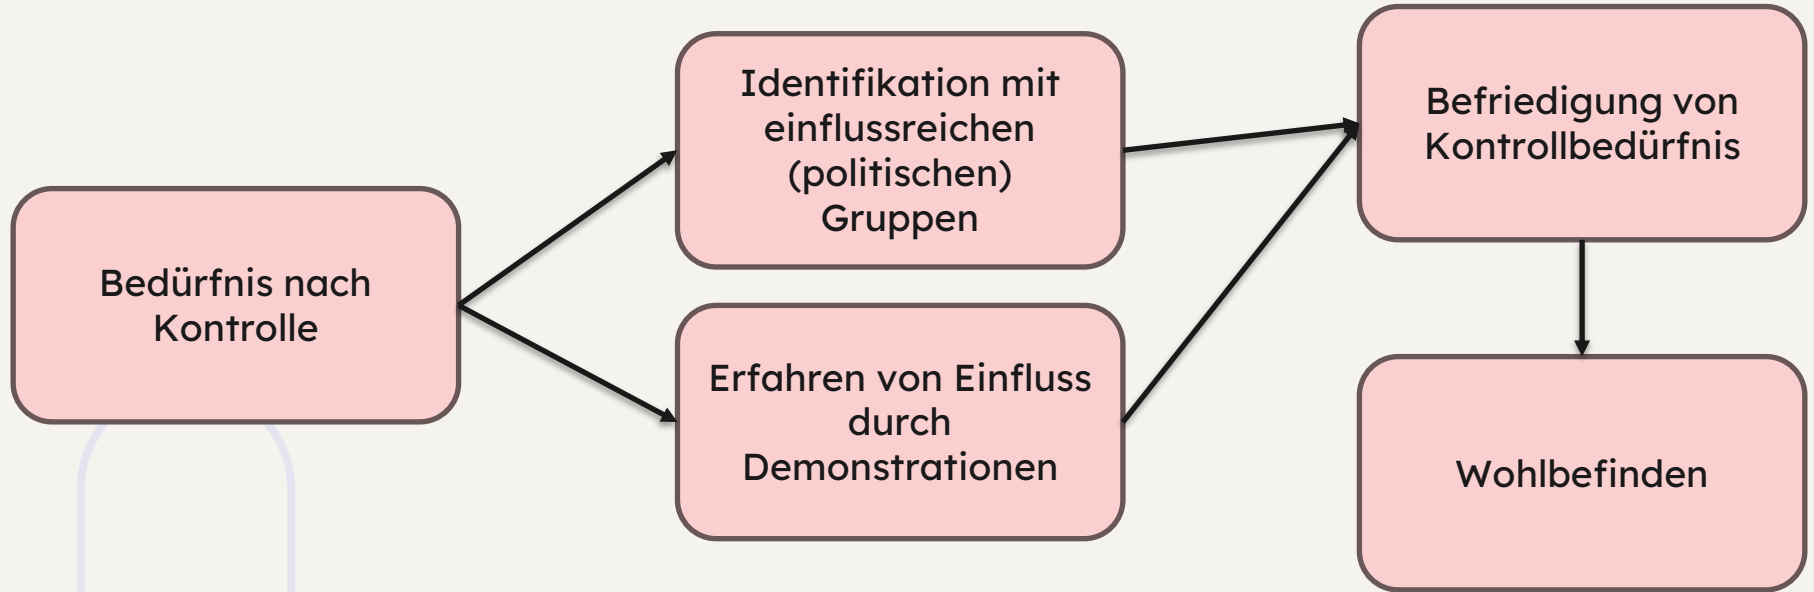 Bedürfnis nach
Kontrolle
Identifikation mit
einflussreichen
(politischen)
Gruppen
Erfahren von Einfluss
durch
Demonstrationen
Befriedigung von
Kontrollbedürfnis
Wohlbefinden